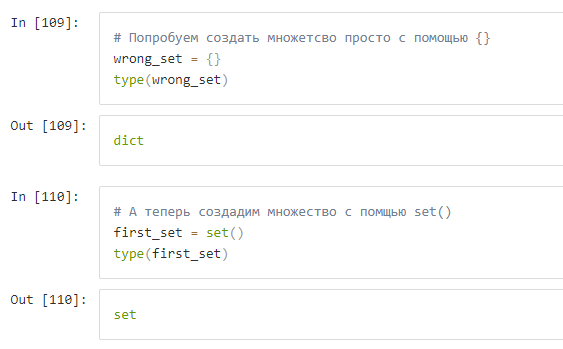 In [109]:
# Попробуем создать множетсво просто с помощью {}
wrong_set = {}
type(wrong_set)
Out [109]:
dict
In [110]:
# А теперь создадим множество с помщью set()
first_set = set()
type(first_set)
Out [110]:
set